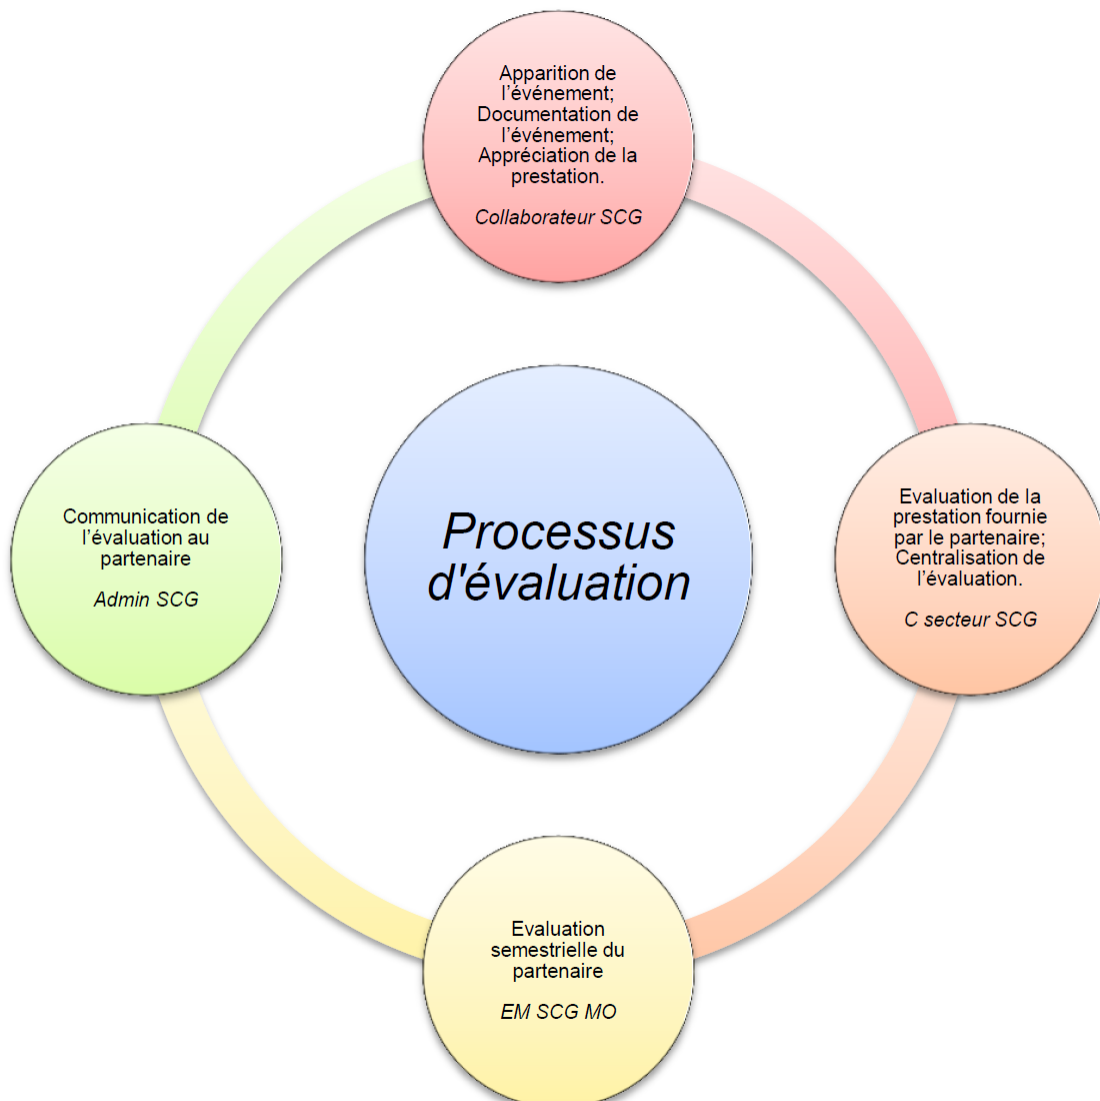 Apparition de
l’événement;
Documentation de
l’événement;
Appréciation de la
prestation.
Collaborateur SCG
Evaluation de la
prestation fournie
par le partenaire;
Centralisation de
l’évaluation.
C secteur SCG
Evaluation
semestrielle du
partenaire
EM SCG MO
Communication de
l’évaluation au
partenaire
Admin SCG
Processus
d'évaluation